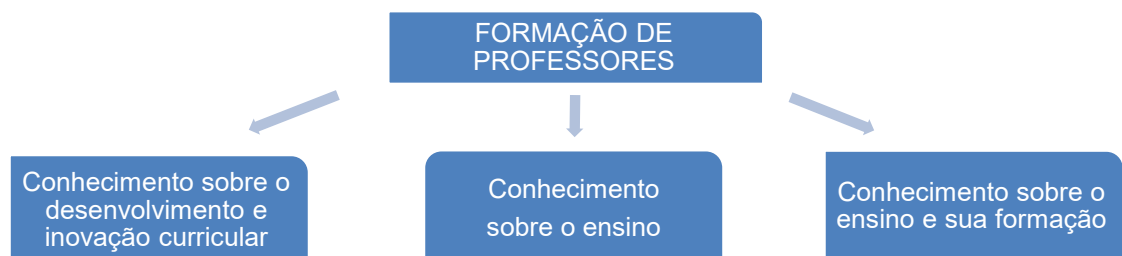 FORMAÇÃO DE
PROFESSORES
Conhecimento sobre o
desenvolvimento e
inovação curricular
Conhecimento
sobre o ensino
Conhecimento sobre o
ensino e sua formação